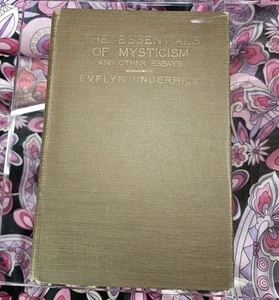 THE ESSENTIALS
OF MYSTICISM
AND OTHER ESSAYS
EVELYN UNDERHILL